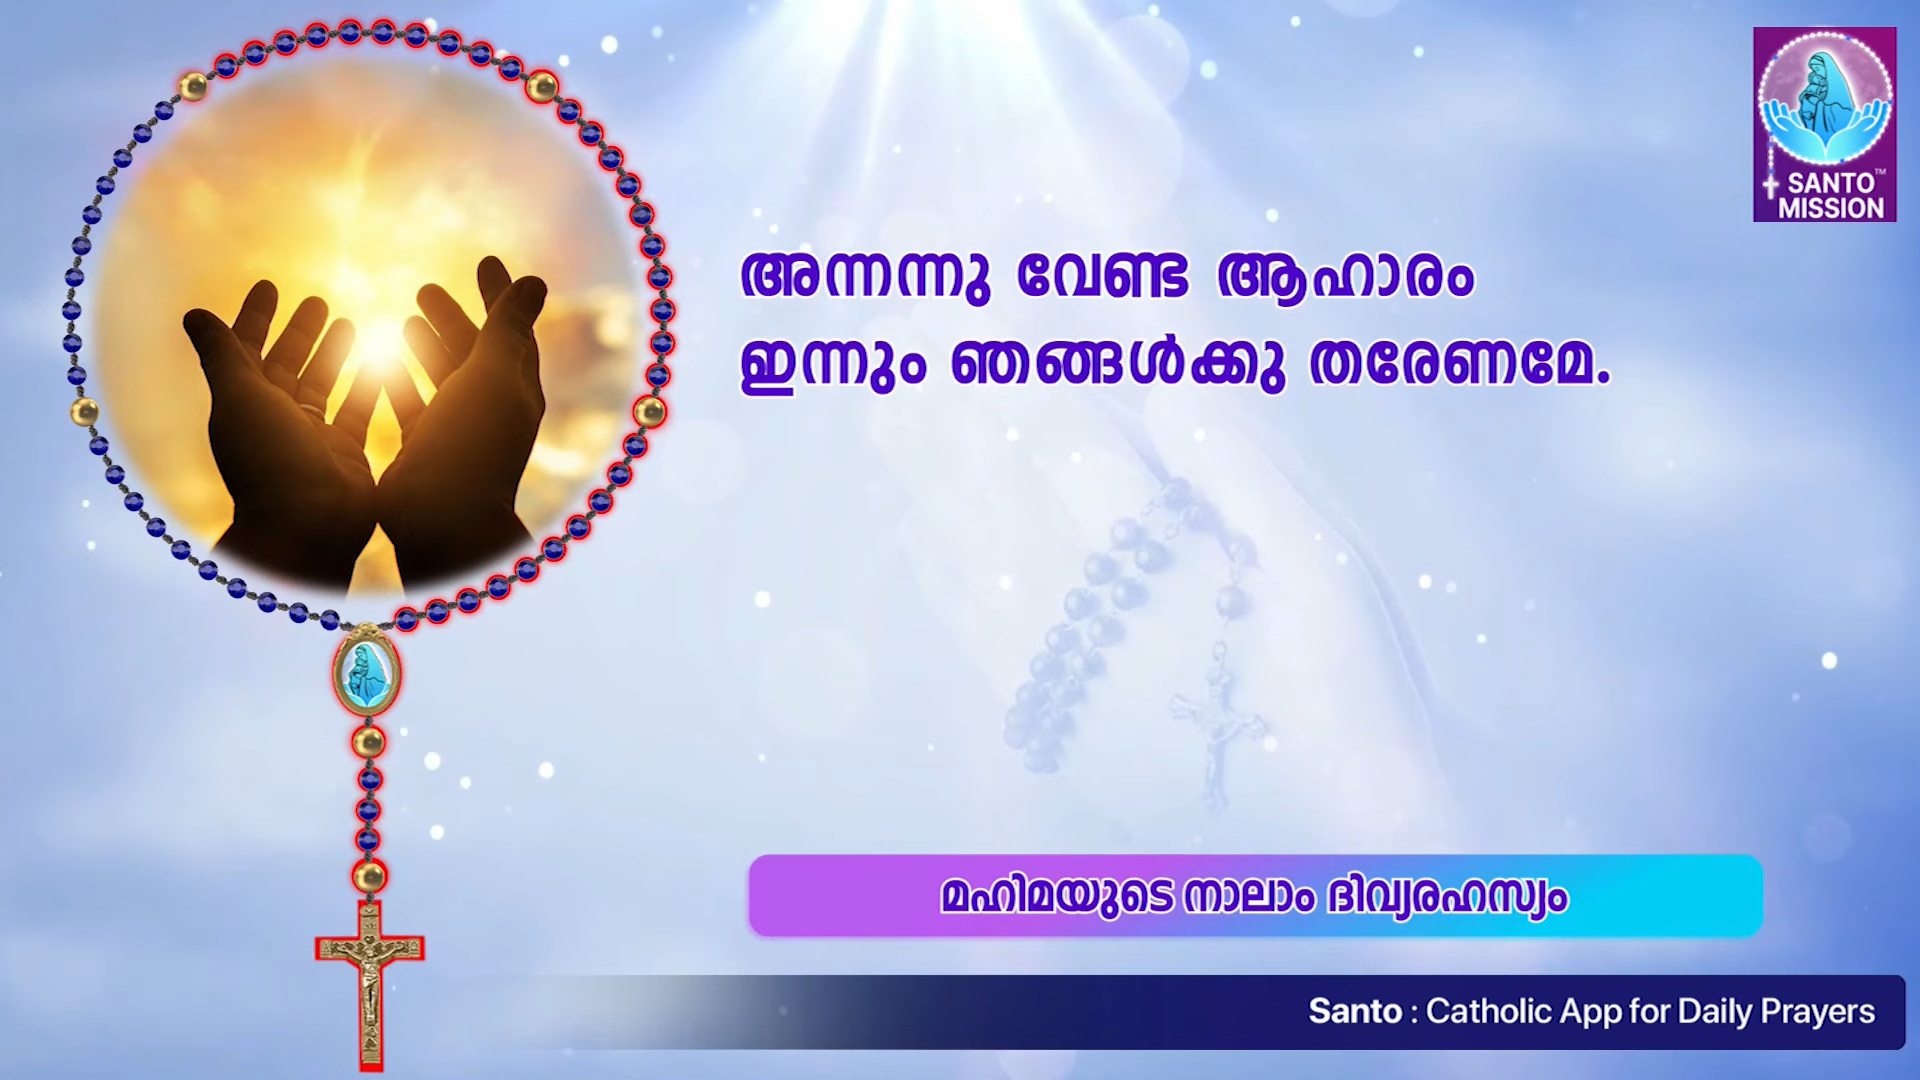 SANTO™
MISSION
അന്നന്നു വേണ്ട ആഹാരം
ഇന്നും ഞങ്ങൾക്കു തരേണമേ.
മഹിമയുടെ നാലാം ദിവ്യരഹസ്യം
Santo : Catholic App for Daily Prayers